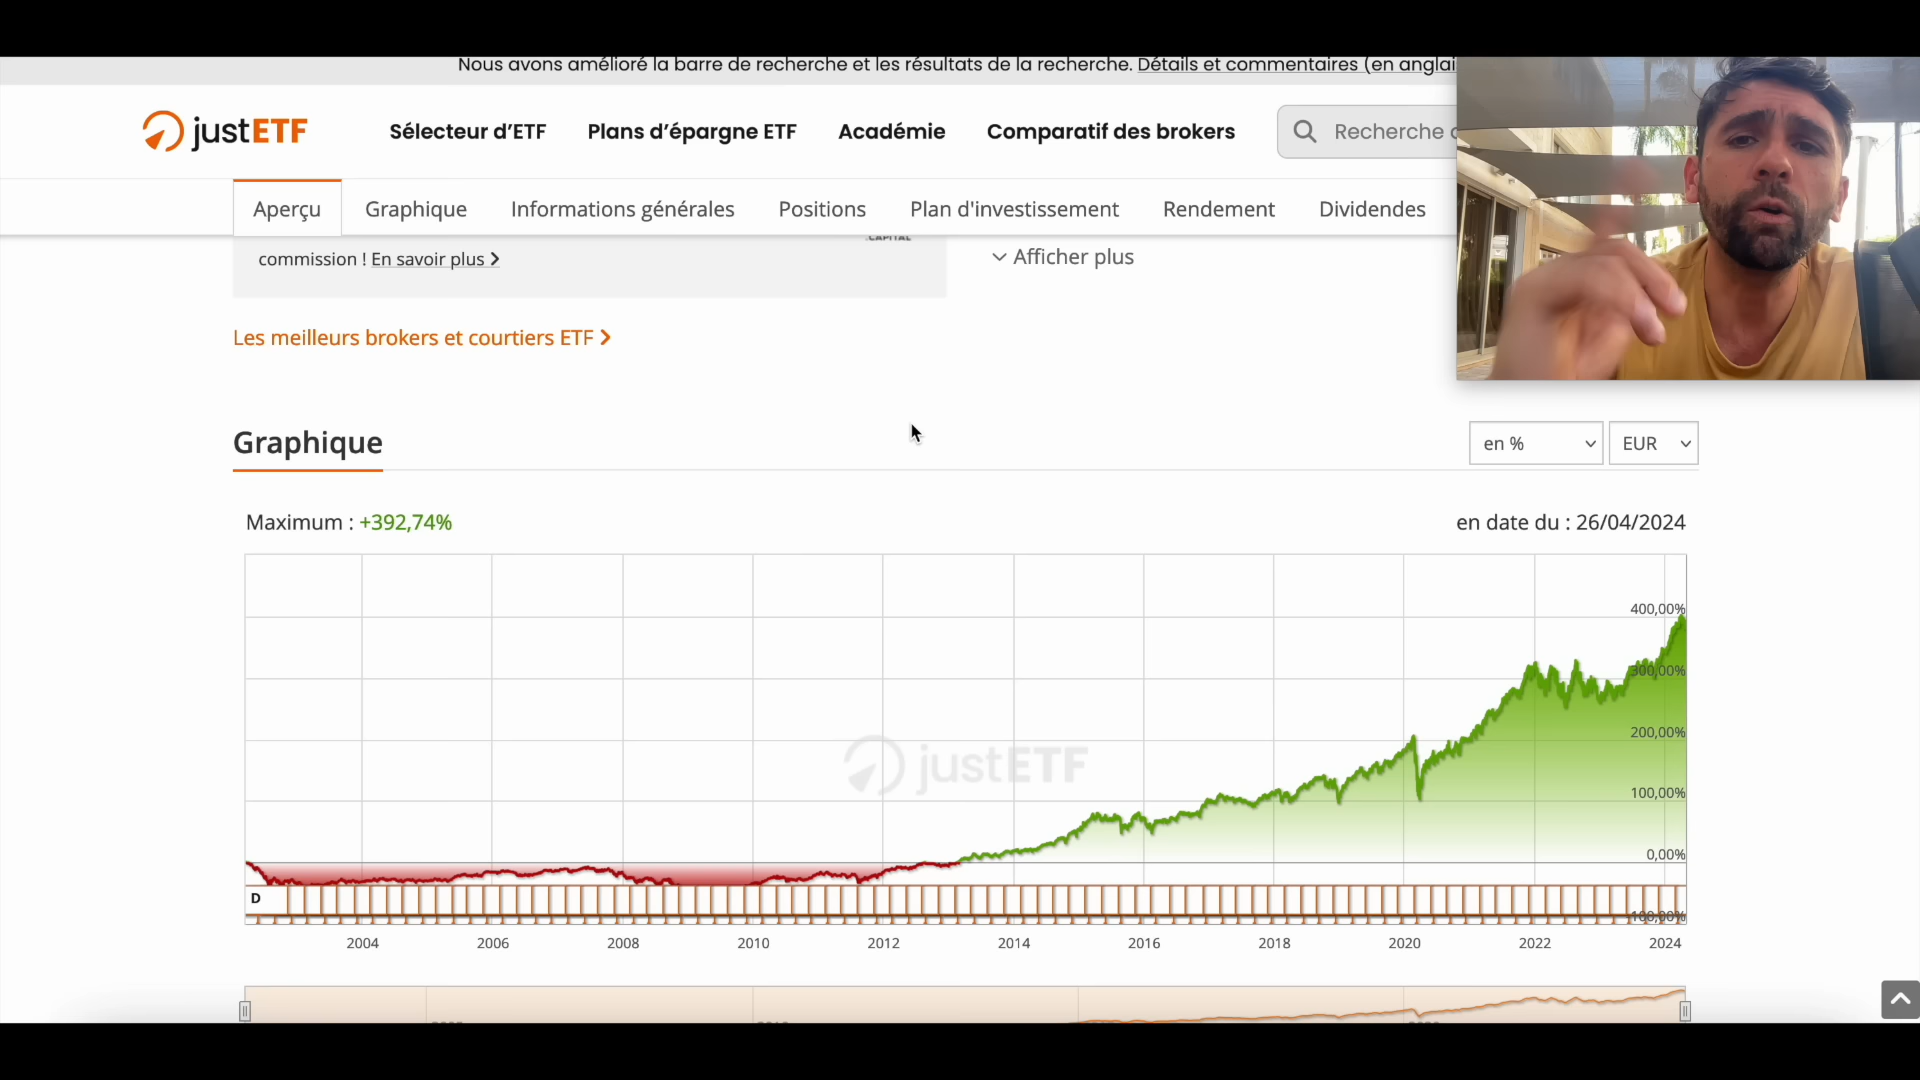 Nous avons amélioré la barre de recherche et les résultats de la recherche. Détails et commentaires (en anglai
justETF
Sélecteur d’ETF
Plans d’épargne ETF
Académie
Comparatif des brokers
Recherche
Aperçu
Graphique
Informations générales
Positions
Plan d'investissement
Rendement
Dividendes
.CAPITAL
commission ! En savoir plus
Afficher plus
Les meilleurs brokers et courtiers ETF
Graphique
en %
EUR
Maximum : +392,74%
en date du : 26/04/2024
400,00%
300,00%
200,00%
justETF
100,00%
0,00%
D
-100,00%
2004 2006 2008 2010 2012 2014 2016 2018 2020 2022 2024